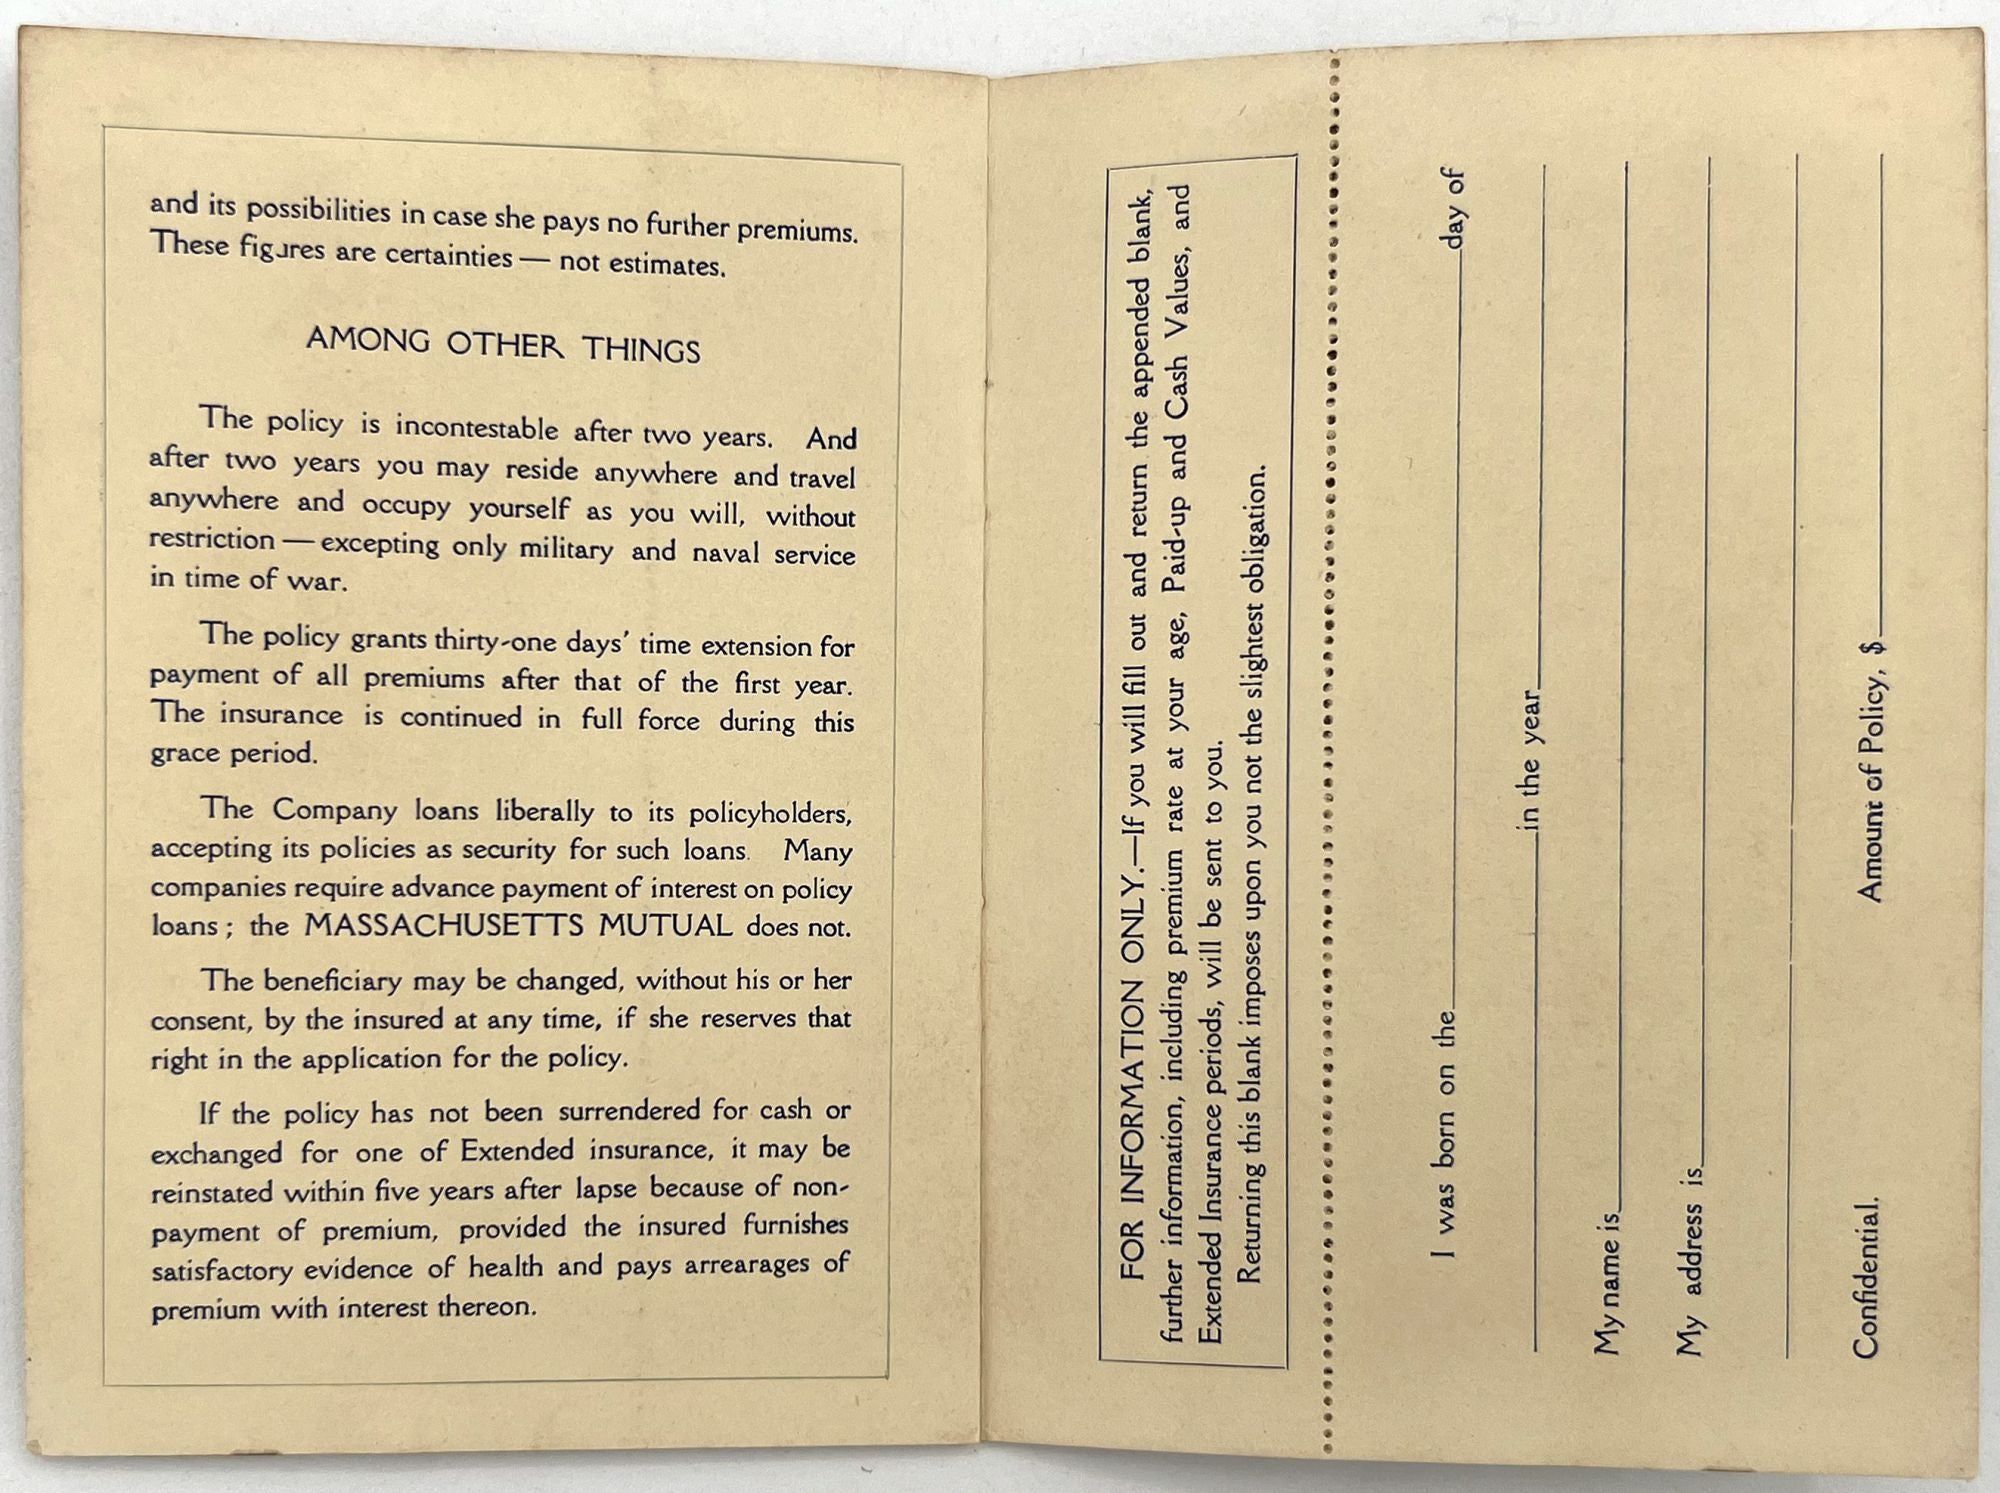 and its possibilities in case she pays no further premiums.
These figures are certainties — not estimates.
AMONG OTHER THINGS
The policy is incontestable after two years. And
after two years you may reside anywhere and travel
anywhere and occupy yourself as you will, without
restriction — excepting only military and naval service
in time of war.
The policy grants thirty-one days' time extension for
payment of all premiums after that of the first year.
The insurance is continued in full force during this
grace period.
The Company loans liberally to its policyholders,
accepting its policies as security for such loans. Many
companies require advance payment of interest on policy
loans; the MASSACHUSETTS MUTUAL does not.
The beneficiary may be changed, without his or her
consent, by the insured at any time, if she reserves that
right in the application for the policy.
If the policy has not been surrendered for cash or
exchanged for one of Extended insurance, it may be
reinstated within five years after lapse because of non-
payment of premium, provided the insured furnishes
satisfactory evidence of health and pays arrearages of
premium with interest thereon.
FOR INFORMATION ONLY.—If you will fill out and return the appended blank,
further information, including premium rate at your age, Paid-up and Cash Values, and
Extended Insurance periods, will be sent to you.
Returning this blank imposes upon you not the slightest obligation.
I was born on the day of
in the year
My name is
My address is
Confidential. Amount of Policy, $